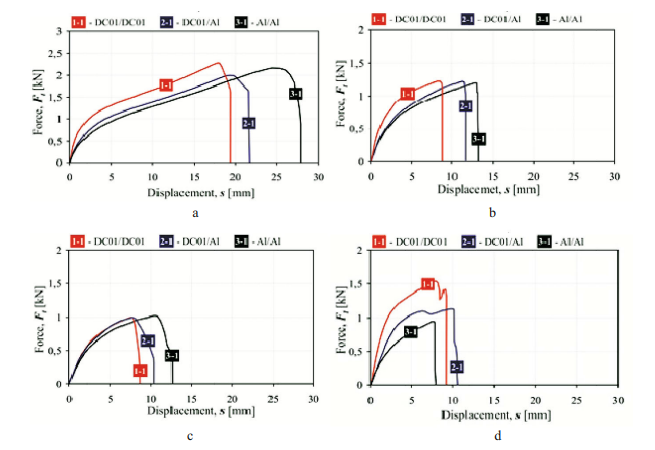 1-1 - DC01/DC01 2-1 - DC01/Al 3-1 - Al/Al
Force, Ft [kN]
3
2,5
2
1,5
1
0,5
0
1-1
2-1
3-1
0 5 10 15 20 25 30
Displacement, s [mm]
a
1-1 - DC01/DC01 2-1 - DC01/Al 3-1 - Al/Al
Force, Ft [kN]
2
1,5
1
0,5
0
1-1
2-1
3-1
0 5 10 15 20 25 30
Displacemet, s [mm]
b
1-1 - DC01/DC01 2-1 - DC01/Al 3-1 - Al/Al
Force, Ft [kN]
2
1,5
1
0,5
0
2-1
3-1
1-1
0 5 10 15 20 25 30
Displacement, s [mm]
c
1-1 - DC01/DC01 2-1 - DC01/Al 3-1 - Al/Al
Force, Ft [kN]
2
1,5
1
0,5
0
1-1
3-1
2-1
0 5 10 15 20 25 30
Displacement, s [mm]
d